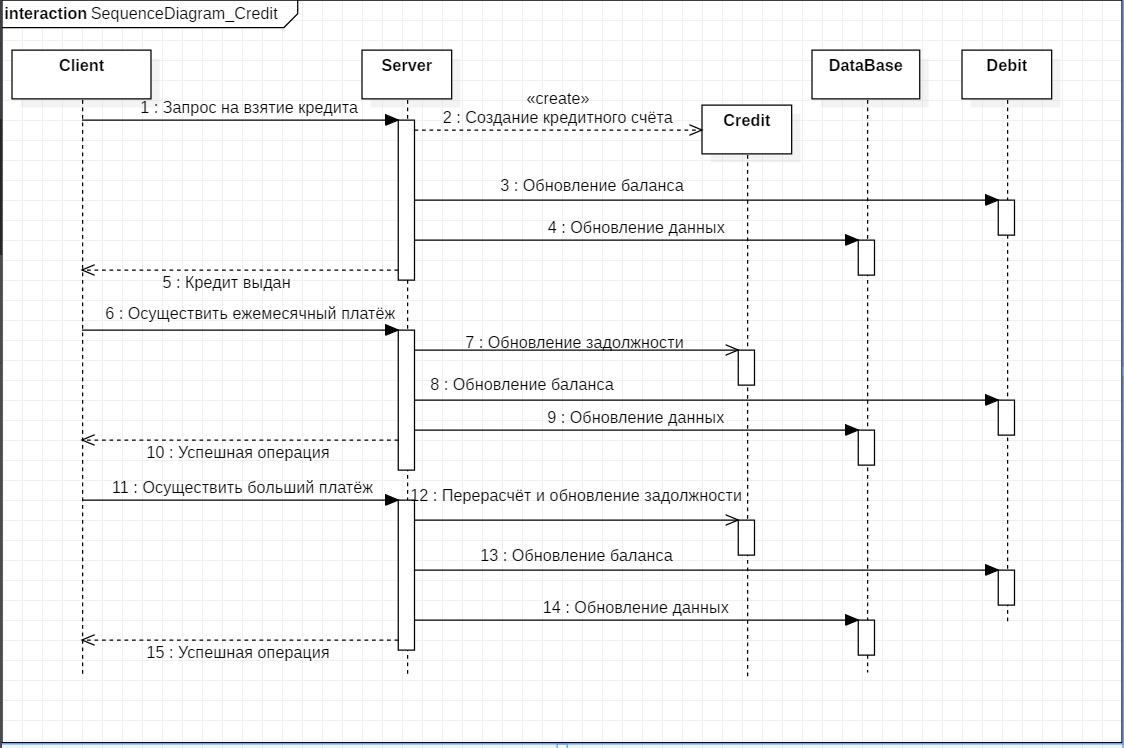 interaction SequenceDiagram_Credit
Client
Server
DataBase
Debit
«create»
1 : Запрос на взятие кредита
2 : Создание кредитного счёта
Credit
3 : Обновление баланса
4 : Обновление данных
5 : Кредит выдан
6 : Осуществить ежемесячный платёж
7 : Обновление задолжности
8 : Обновление баланса
9 : Обновление данных
10 : Успешная операция
11 : Осуществить больший платёж
12 : Перерасчёт и обновление задолжности
13 : Обновление баланса
14 : Обновление данных
15 : Успешная операция